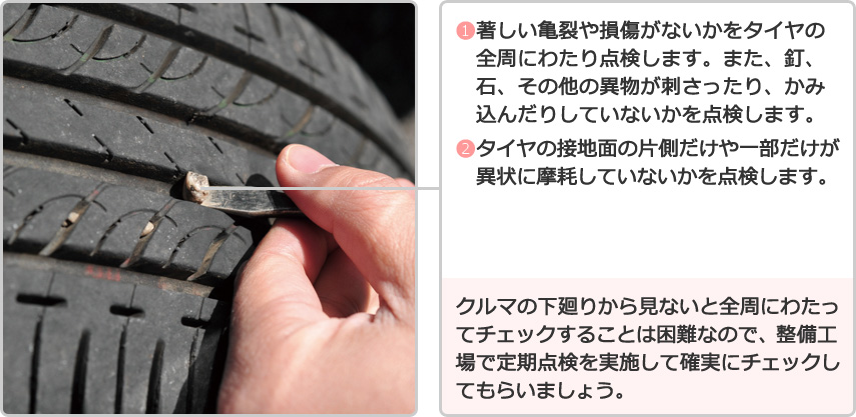 ❶著しい亀裂や損傷がないかをタイヤの
全周にわたり点検します。また、釘、
石、その他の異物が刺さったり、かみ
込んだりしていないかを点検します。
❷タイヤの接地面の片側だけや一部だけが
異状に摩耗していないかを点検します。
クルマの下廻りから見ないと全周にわたっ
てチェックすることは困難なので、整備工
場で定期点検を実施して確実にチェックし
てもらいましょう。